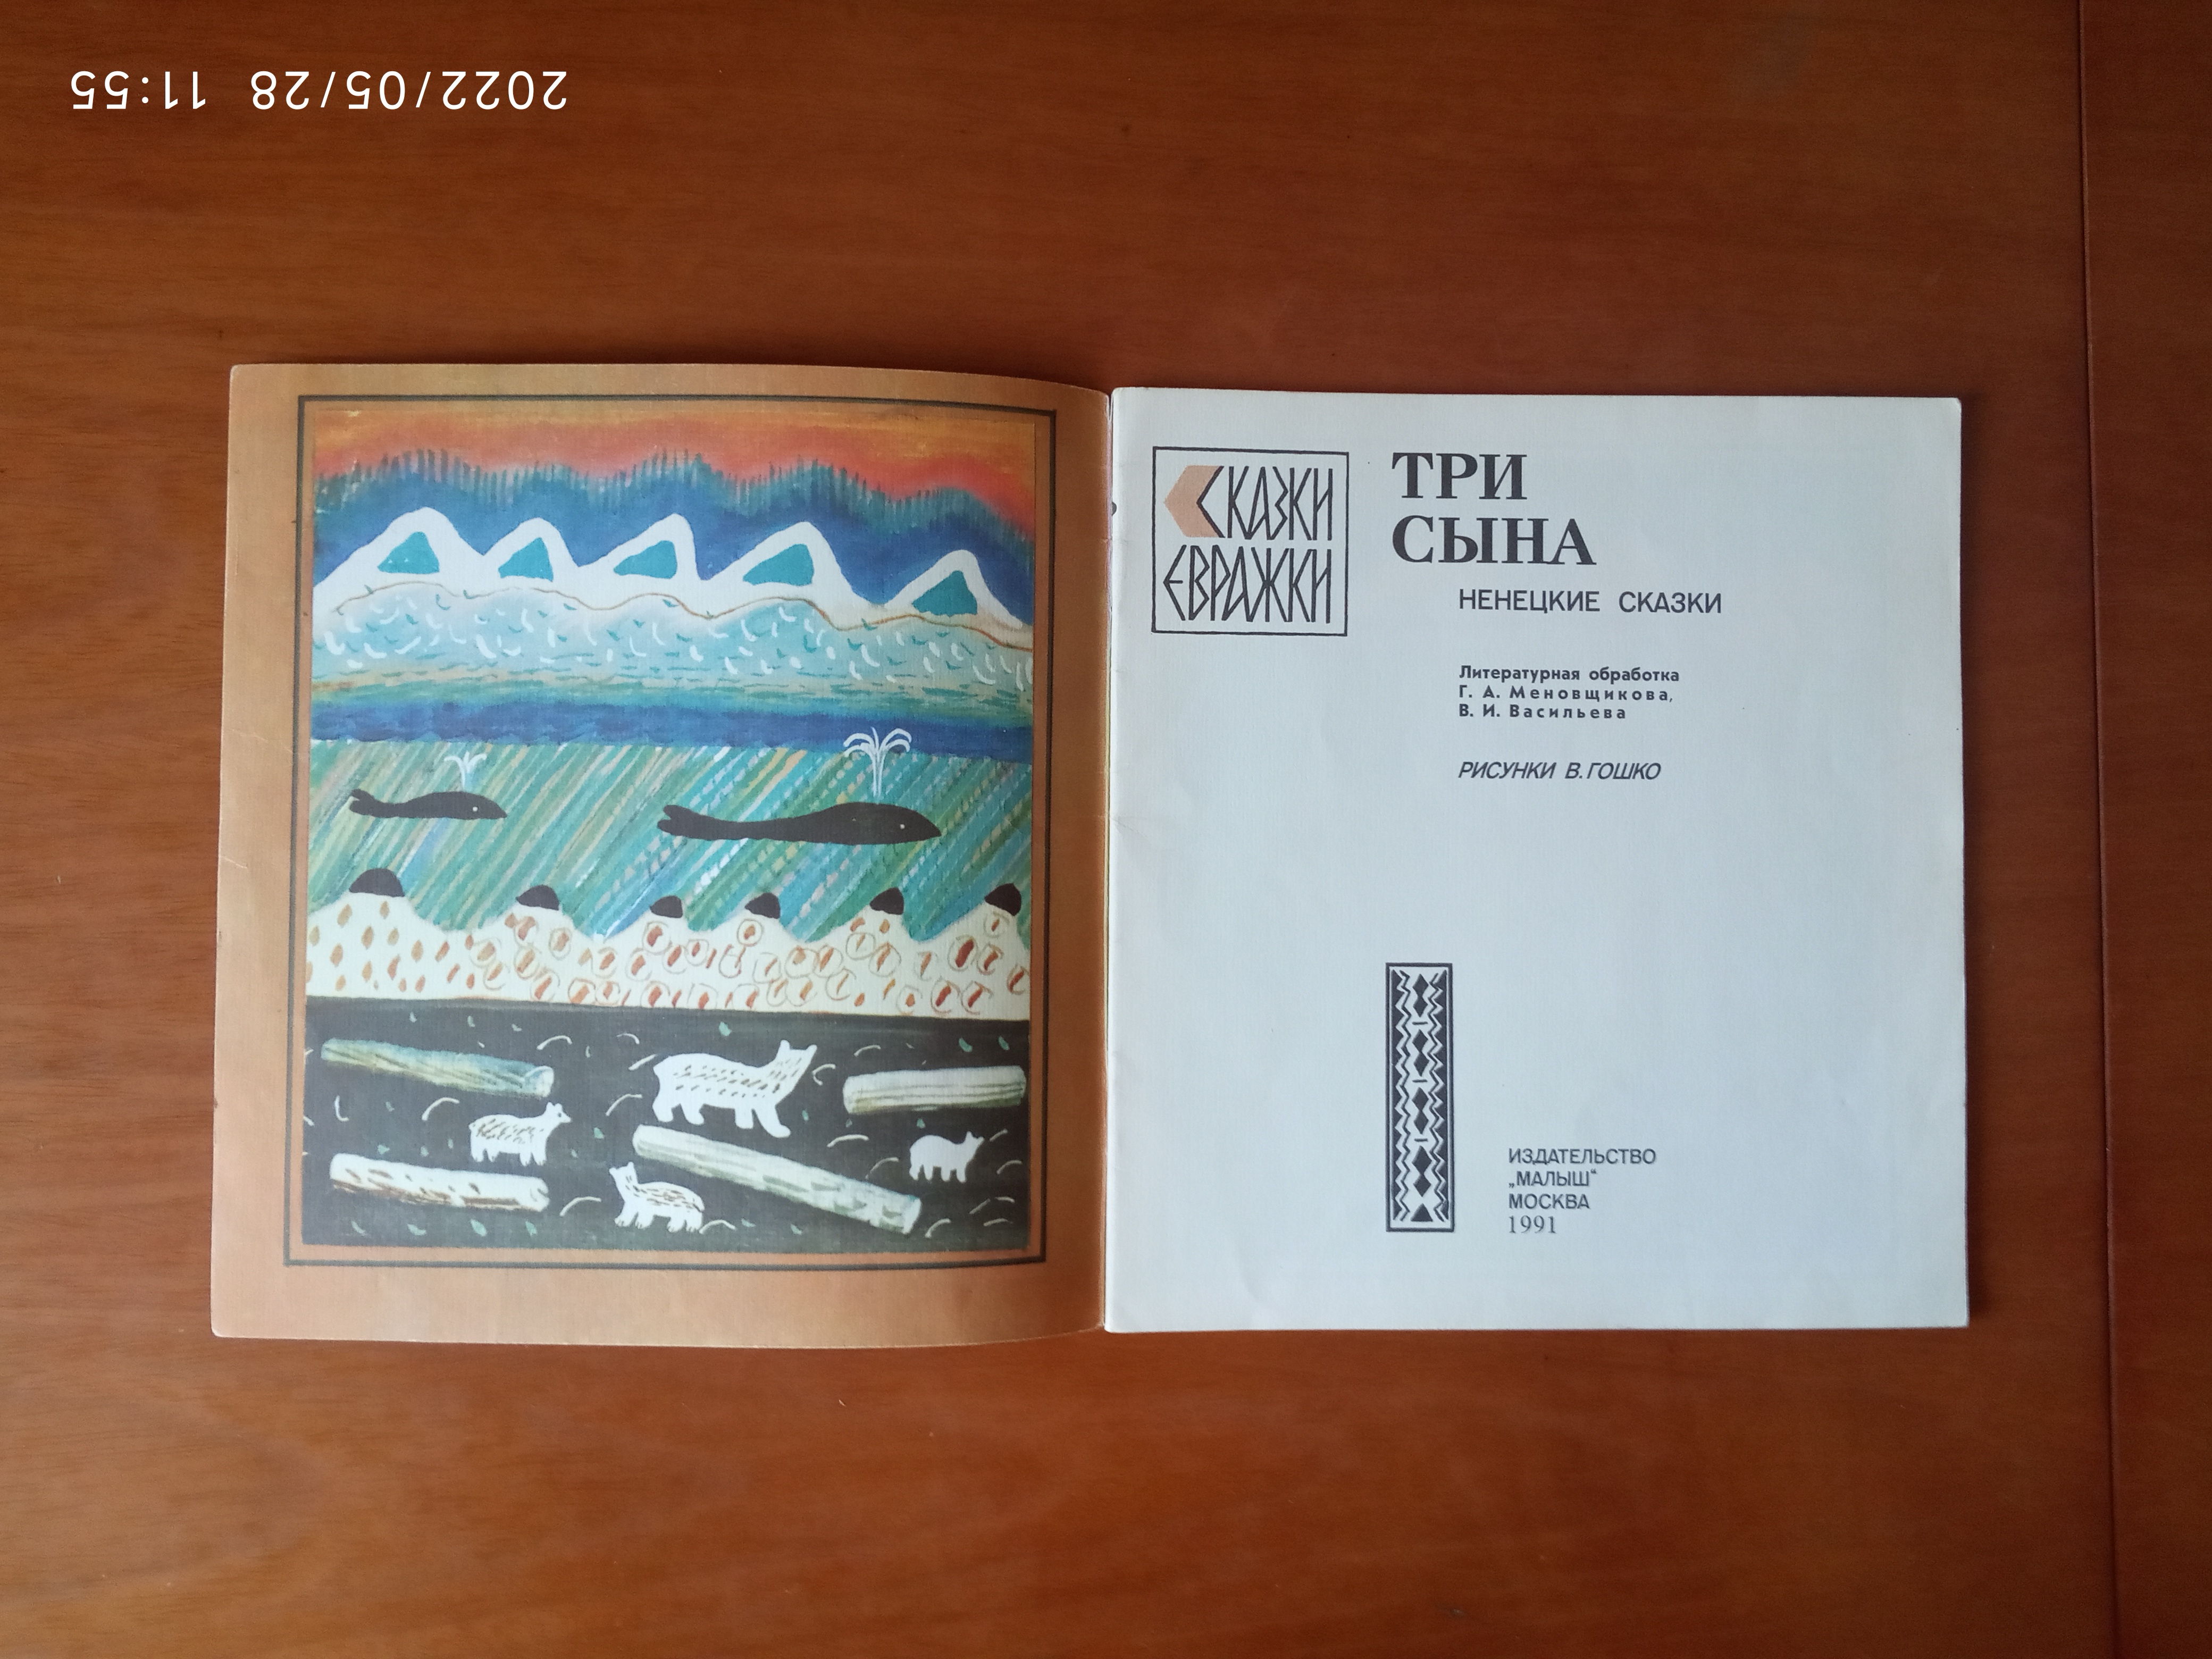 2022/05/28 11:55
СКАЗКИ
ЕВРАЖКИ
ТРИ
СЫНА
НЕНЕЦКИЕ СКАЗКИ
Литературная обработка
Г. А. Меновщикова,
В. И. Васильева
РИСУНКИ В. ГОШКО
ИЗДАТЕЛЬСТВО
„МАЛЫШ“
МОСКВА
1991